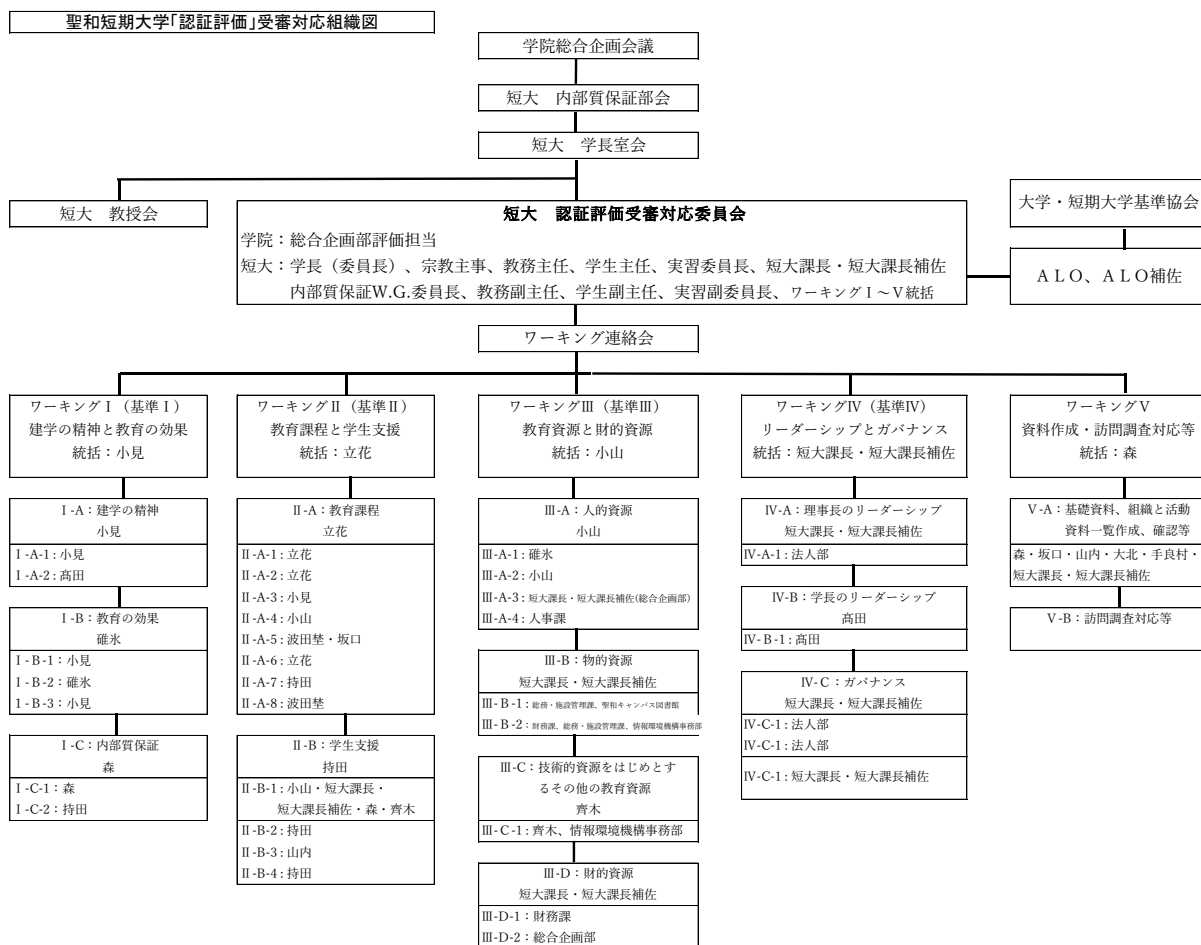 聖和短期大学「認証評価」受審対応組織図
学院総合企画会議
短大　内部質保証部会
短大　学長室会
短大　教授会
短大　認証評価受審対応委員会
学院：総合企画部評価担当
短大：学長（委員長）、宗教主事、教務主任、学生主任、実習委員長、短大課長・短大課長補佐
内部質保証W.G.委員長、教務副主任、学生副主任、実習副委員長、ワーキングⅠ～Ⅴ統括
大学・短期大学基準協会
ＡＬＯ、ＡＬＯ補佐
ワーキング連絡会
ワーキングⅠ（基準Ⅰ）
建学の精神と教育の効果
統括：小見
Ⅰ-A：建学の精神
小見
Ⅰ-A-1：小見
Ⅰ-A-2：髙田
Ⅰ-B：教育の効果
碓氷
Ⅰ-B-1：小見
Ⅰ-B-2：碓氷
1-B-3：小見
Ⅰ-C：内部質保証
森
Ⅰ-C-1：森
Ⅰ-C-2：持田
ワーキングⅡ（基準Ⅱ）
教育課程と学生支援
統括：立花
Ⅱ-A：教育課程
立花
Ⅱ-A-1：立花
Ⅱ-A-2：立花
Ⅱ-A-3：小見
Ⅱ-A-4：小山
Ⅱ-A-5：波田埜・坂口
Ⅱ-A-6：立花
Ⅱ-A-7：持田
Ⅱ-A-8：波田埜
Ⅱ-B：学生支援
持田
Ⅱ-B-1：小山・短大課長・
短大課長補佐・森・齊木
Ⅱ-B-2：持田
Ⅱ-B-3：山内
Ⅱ-B-4：持田
ワーキングⅢ（基準Ⅲ）
教育資源と財的資源
統括：小山
Ⅲ-A：人的資源
小山
Ⅲ-A-1：碓氷
Ⅲ-A-2：小山
Ⅲ-A-3：短大課長・短大課長補佐(総合企画部)
Ⅲ-A-4：人事課
Ⅲ-B：物的資源
短大課長・短大課長補佐
Ⅲ-B-1：総務・施設管理課、聖和キャンパス図書館
Ⅲ-B-2：財務課、総務・施設管理課、情報環境機構事務部
Ⅲ-C：技術的資源をはじめとす
るその他の教育資源
齊木
Ⅲ-C-1：齊木、情報環境機構事務部
Ⅲ-D：財的資源
短大課長・短大課長補佐
Ⅲ-D-1：財務課
Ⅲ-D-2：総合企画部
ワーキングⅣ（基準Ⅳ）
リーダーシップとガバナンス
統括：短大課長・短大課長補佐
Ⅳ-A：理事長のリーダーシップ
短大課長・短大課長補佐
Ⅳ-A-1：法人部
Ⅳ-B：学長のリーダーシップ
髙田
Ⅳ-B-1：髙田
Ⅳ-C：ガバナンス
短大課長・短大課長補佐
Ⅳ-C-1：法人部
Ⅳ-C-1：法人部
Ⅳ-C-1：短大課長・短大課長補佐
ワーキングⅤ
資料作成・訪問調査対応等
統括：森
Ⅴ-A：基礎資料、組織と活動
資料一覧作成、確認等
森・坂口・山内・大北・手良村・
短大課長・短大課長補佐
Ⅴ-B：訪問調査対応等